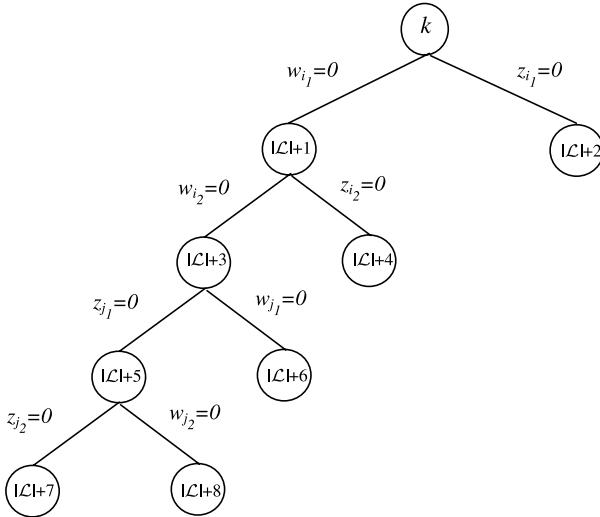 k
w_{i_1}=0 z_{i_1}=0
|ℒ|+1 |ℒ|+2
w_{i_2}=0 z_{i_2}=0
|ℒ|+3 |ℒ|+4
z_{j_1}=0 w_{j_1}=0
|ℒ|+5 |ℒ|+6
z_{j_2}=0 w_{j_2}=0
|ℒ|+7 |ℒ|+8